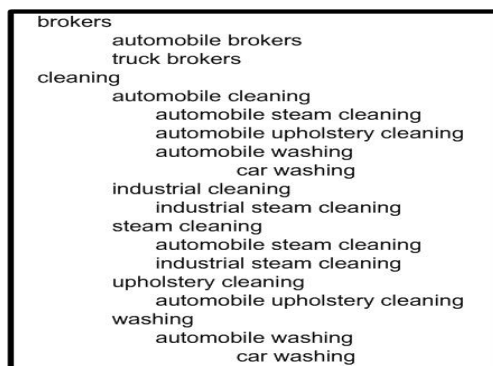 brokers
automobile brokers
truck brokers
cleaning
automobile cleaning
automobile steam cleaning
automobile upholstery cleaning
automobile washing
car washing
industrial cleaning
industrial steam cleaning
steam cleaning
automobile steam cleaning
industrial steam cleaning
upholstery cleaning
automobile upholstery cleaning
washing
automobile washing
car washing